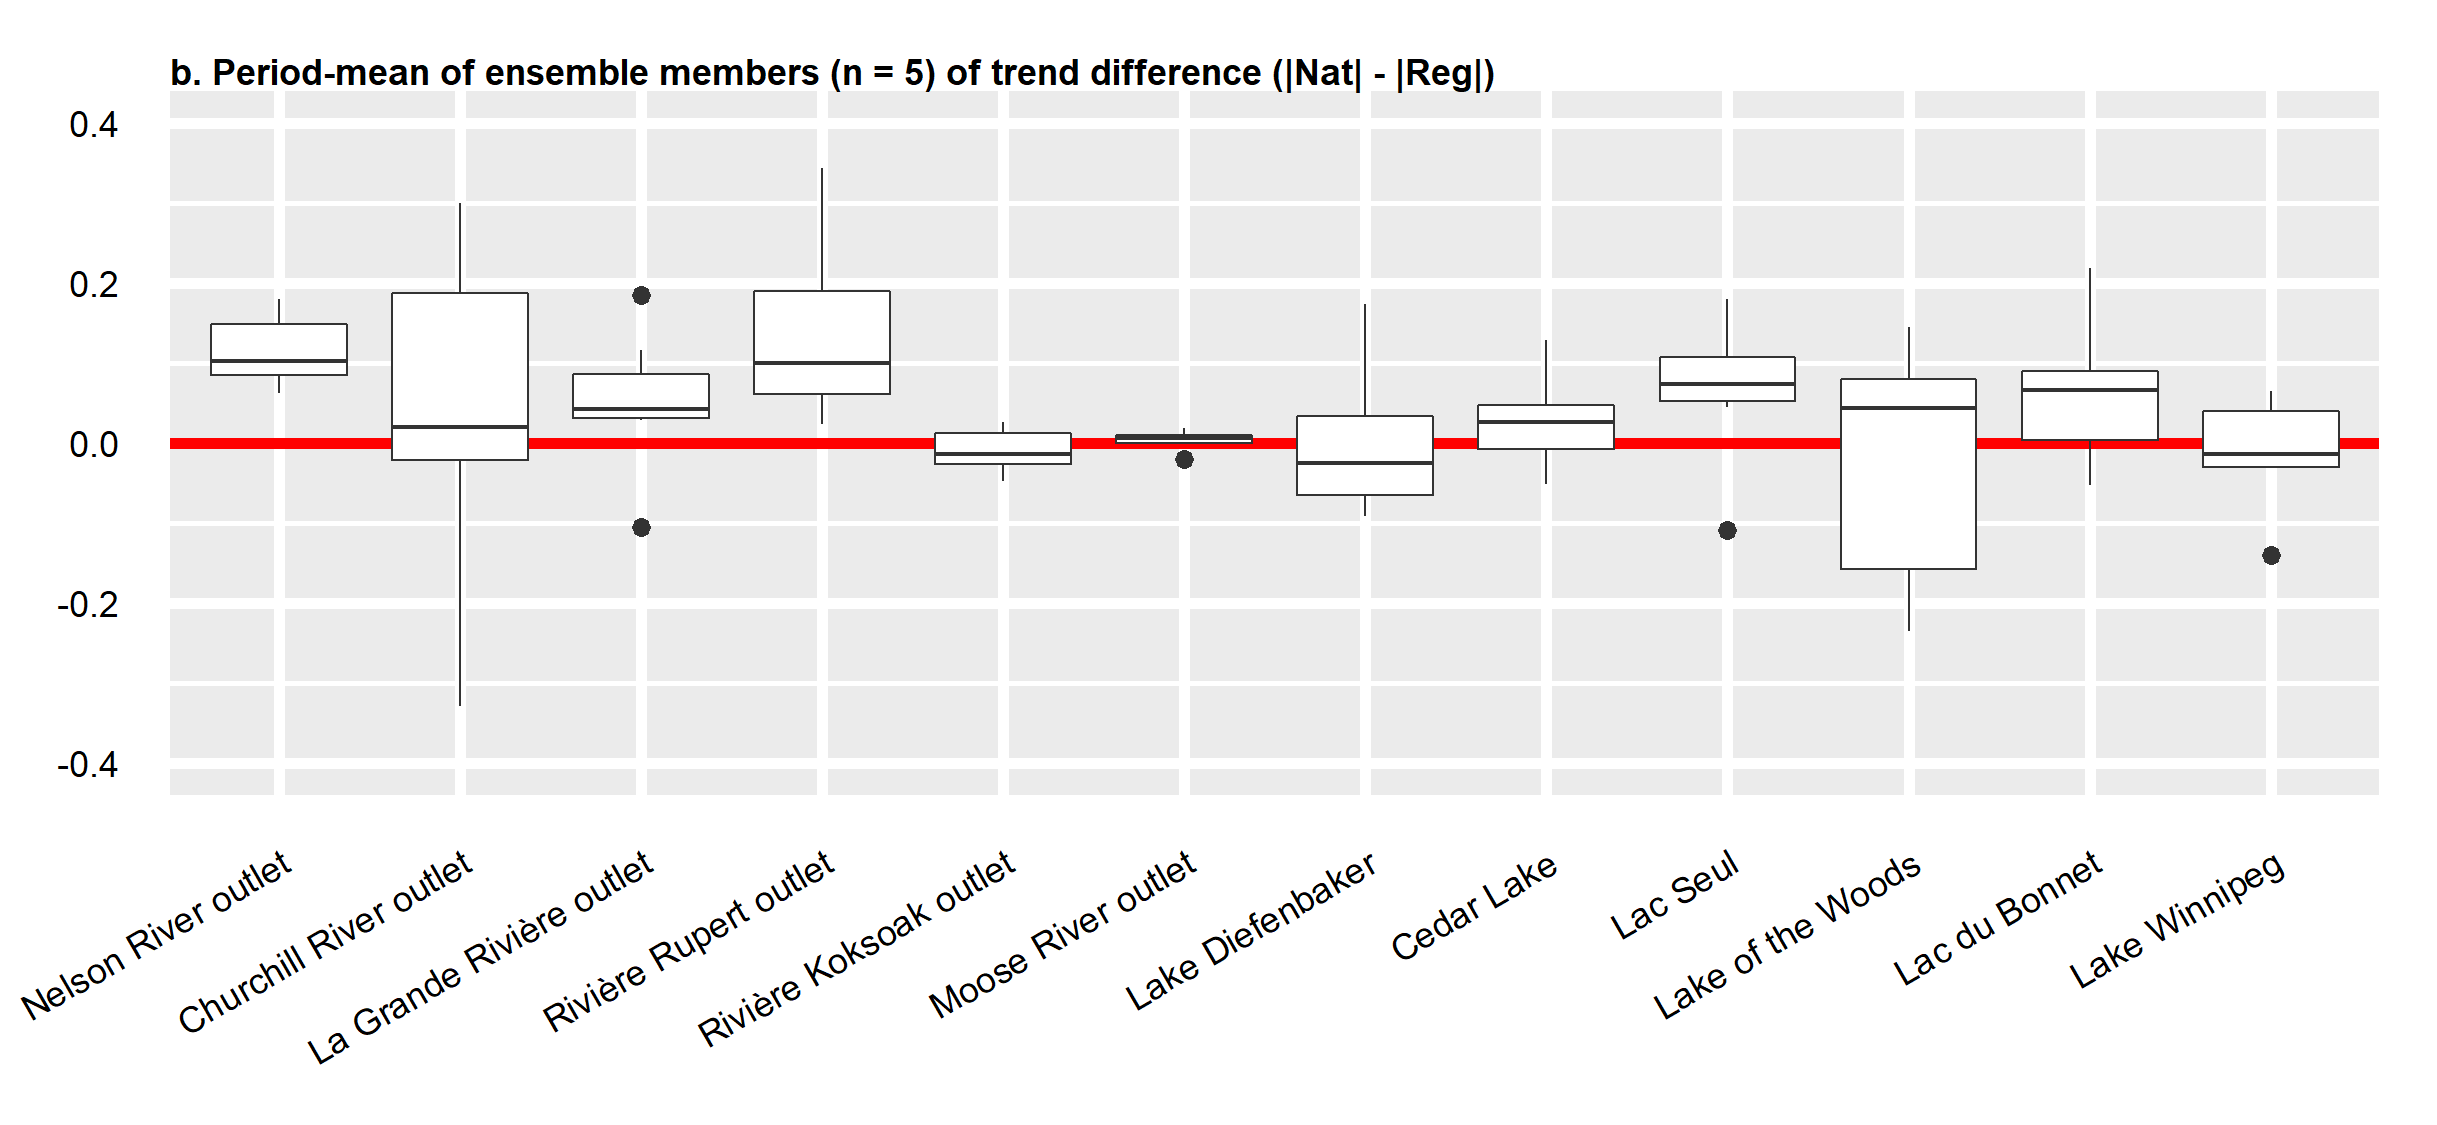 b. Period-mean of ensemble members (n = 5) of trend difference (|Nat| - |Reg|)
0.4
0.2
0.0
-0.2
-0.4
Nelson River outlet
Churchill River outlet
La Grande Rivière outlet
Rivière Rupert outlet
Rivière Koksoak outlet
Moose River outlet
Lake Diefenbaker
Cedar Lake
Lac Seul
Lake of the Woods
Lac du Bonnet
Lake Winnipeg